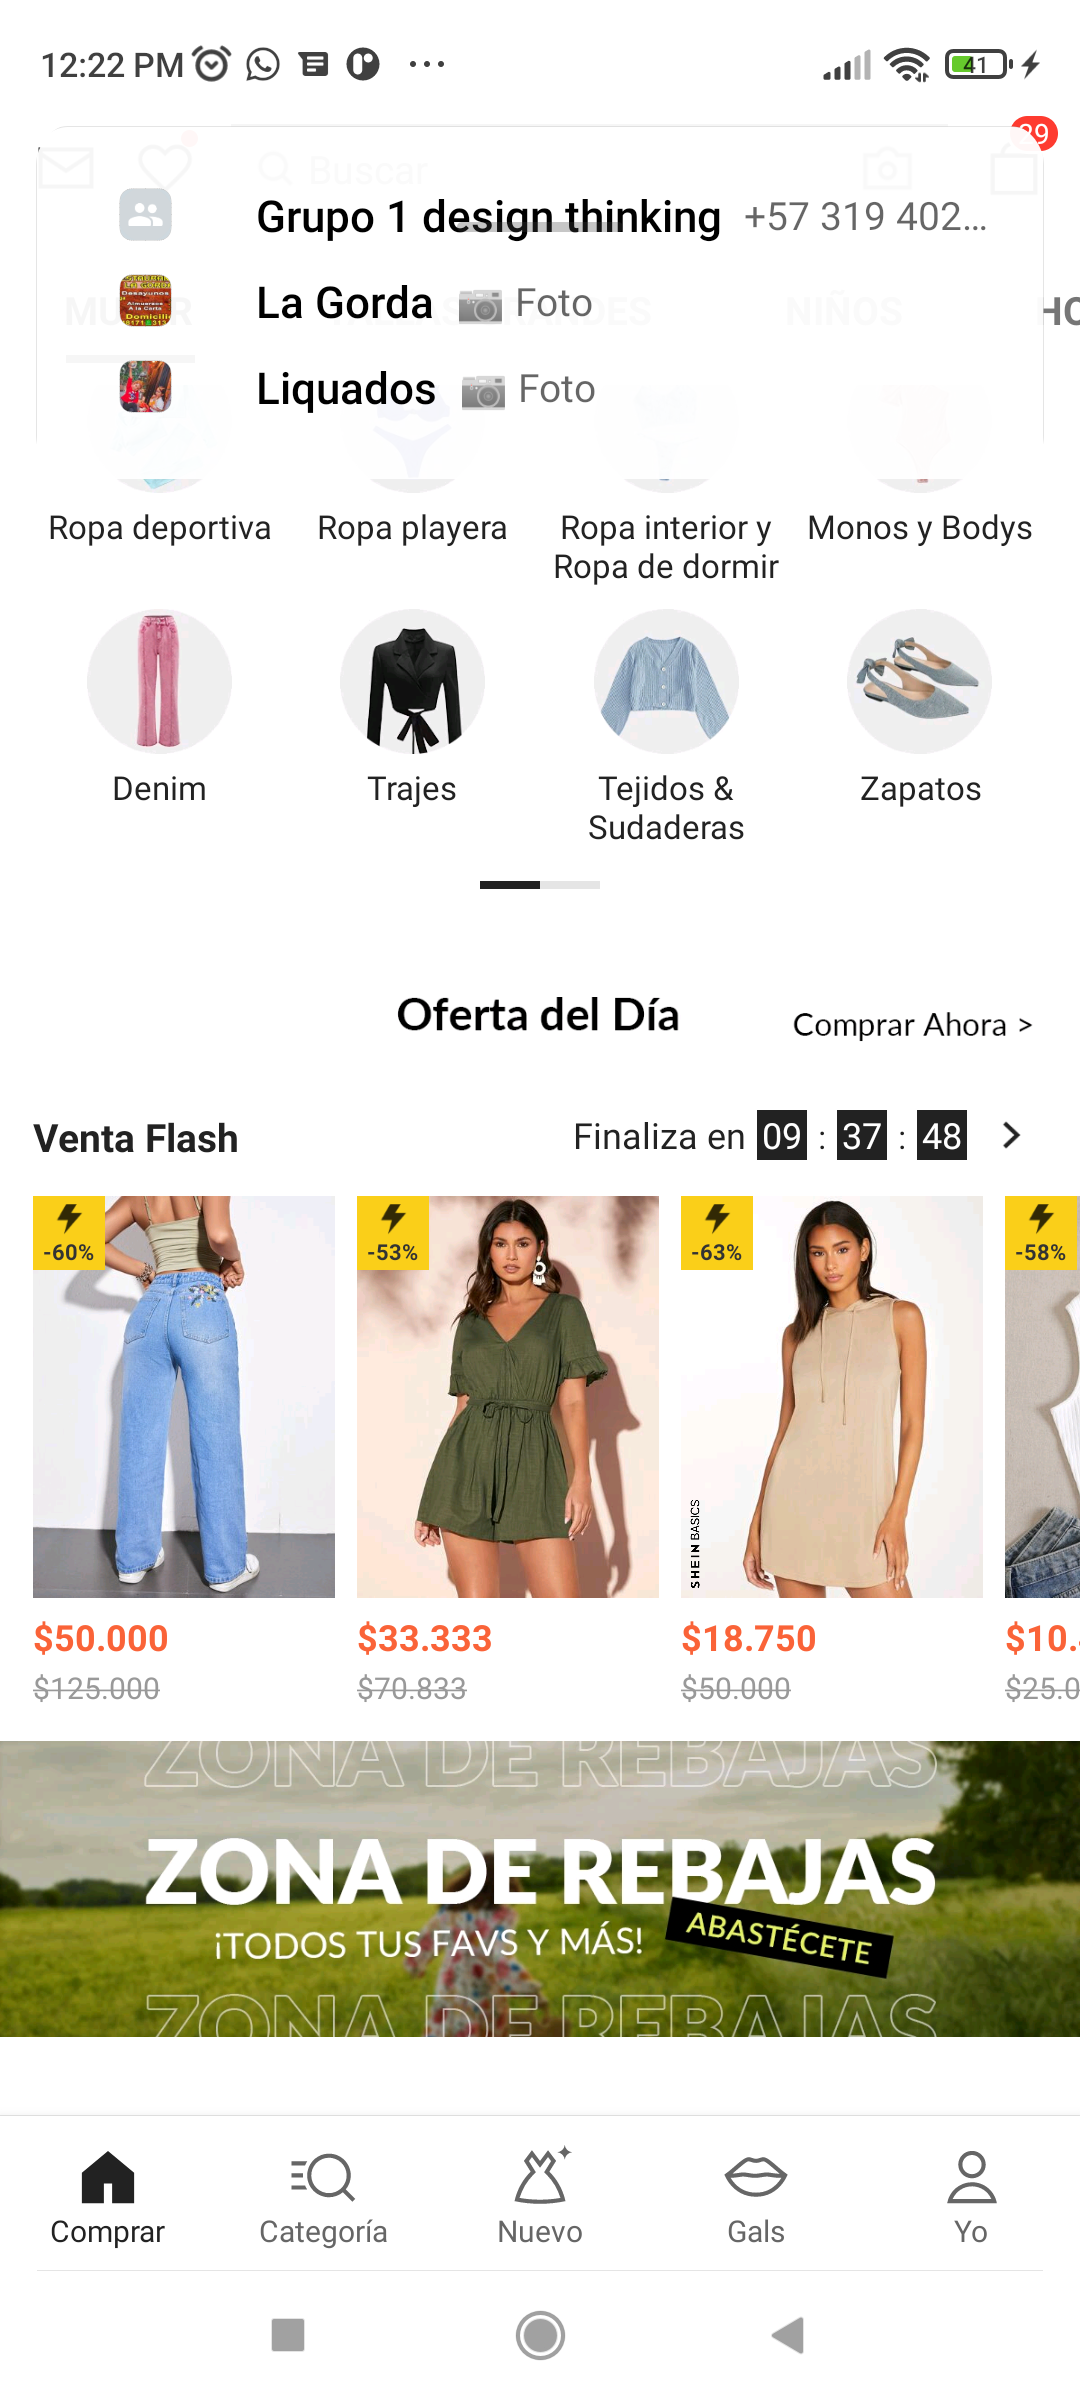 12:22 PM
41
39
Buscar
Grupo 1 design thinking +57 319 402...
La Gorda Foto
NIÑOS
HO
Liquados Foto
Ropa deportiva
Ropa playera
Ropa interior y
Ropa de dormir
Monos y Bodys
Denim
Trajes
Tejidos &
Sudaderas
Zapatos
Oferta del Día
Comprar Ahora >
Venta Flash
Finaliza en 09 : 37 : 48
-60%
-53%
-63%
-58%
SHEIN BASICS
$50.000
$33.333
$18.750
$10.
$125.000
$70.833
$50.000
$25.0
ZONA DE REBAJAS
ZONA DE REBAJAS
¡TODOS TUS FAVS Y MÁS!
ABASTÉCETE
ZONA DE REBAJAS
Comprar
Categoría
Nuevo
Gals
Yo